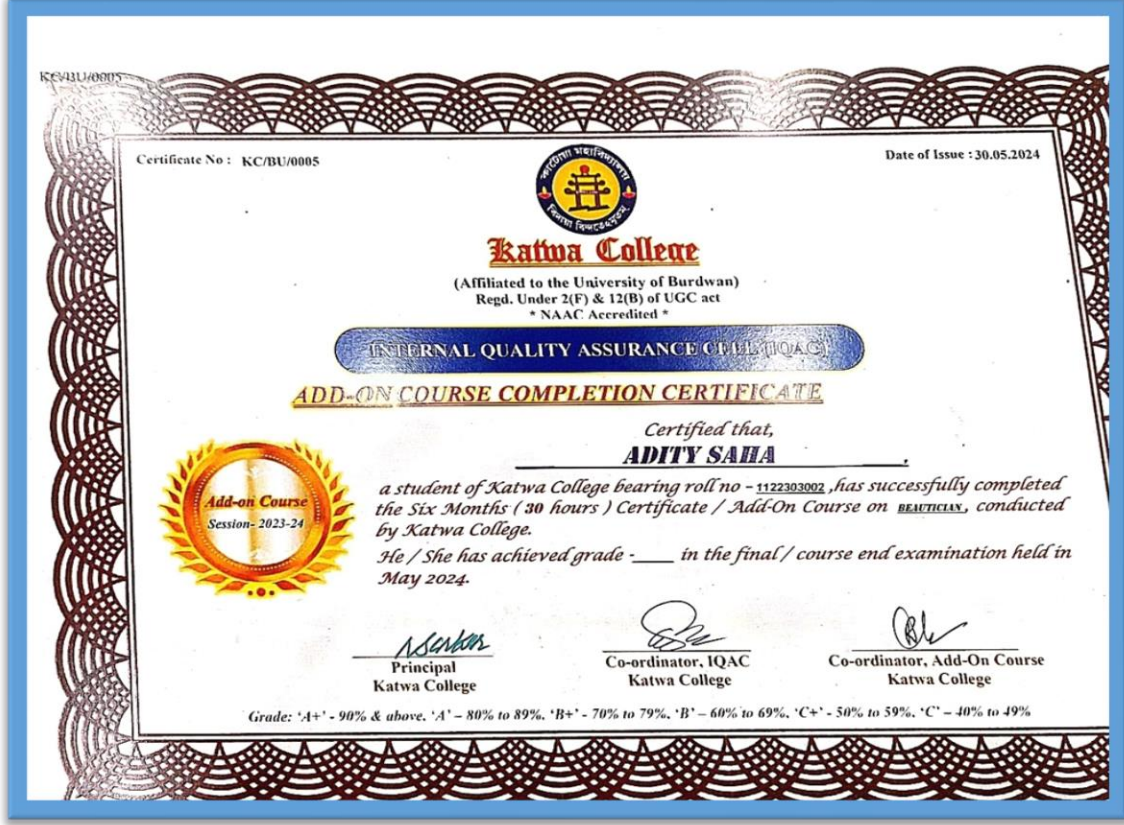 KC/BU/0005
Certificate No : KC/BU/0005
Date of Issue : 30.05.2024
কাটোয়া মহাবিদ্যালয়
Katwa College
(Affiliated to the University of Burdwan)
Regd. Under 2(F) & 12(B) of UGC act
* NAAC Accredited *
INTERNAL QUALITY ASSURANCE CELL (IQAC)
ADD-ON COURSE COMPLETION CERTIFICATE
Certified that,
ADITY SAHA ,
Add-on Course
Session- 2023-24
a student of Katwa College bearing roll no - 1122303002 ,has successfully completed
the Six Months ( 30 hours ) Certificate / Add-On Course on BEAUTICIAN , conducted
by Katwa College.
He / She has achieved grade -____ in the final / course end examination held in
May 2024.
Principal
Katwa College
Co-ordinator, IQAC
Katwa College
Co-ordinator, Add-On Course
Katwa College
Grade: 'A+' - 90% & above. 'A' – 80% to 89%. 'B+' - 70% to 79%. 'B' – 60% to 69%. 'C+' - 50% to 59%. 'C' – 40% to 49%